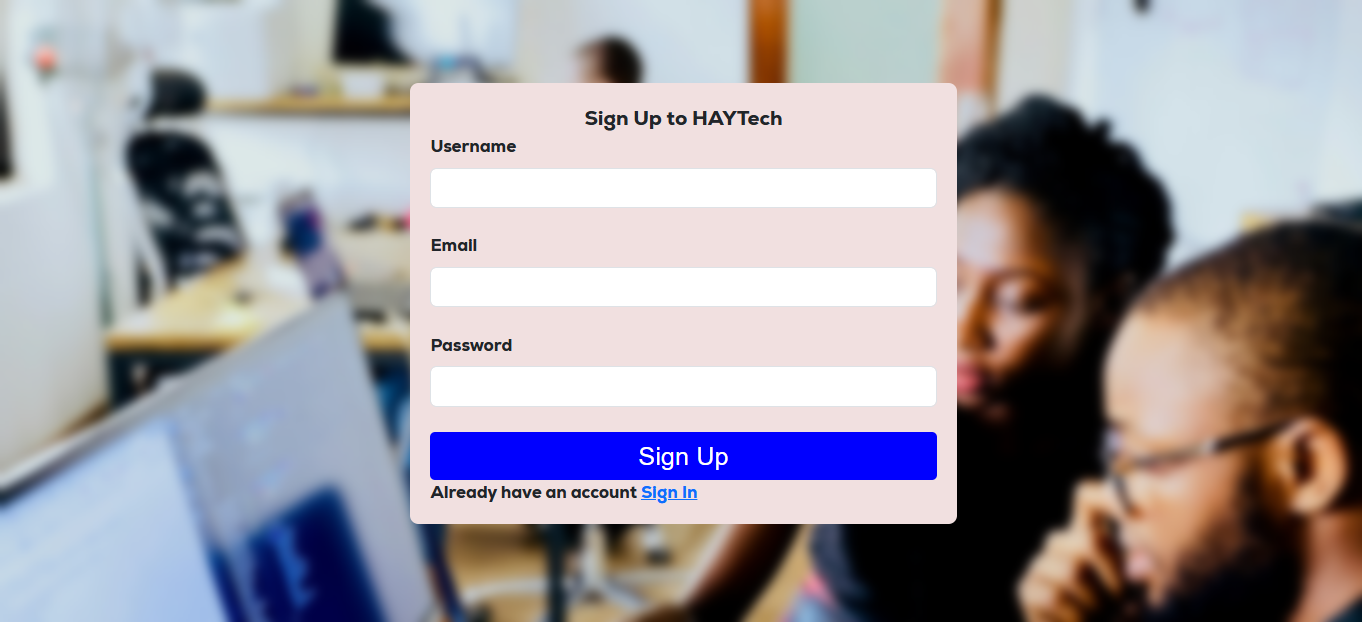 Sign Up to HAYTech
Username
Email
Password
Sign Up
Already have an account Sign In